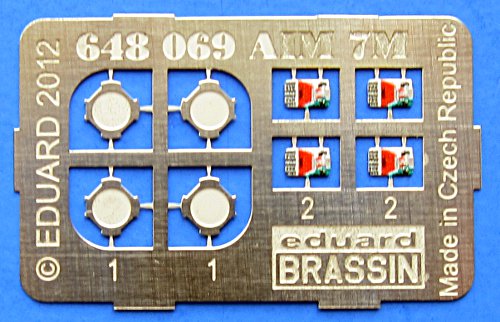 648 069 AIM 7M
© EDUARD 2012
Made in Czech Republic
1 1
2 2
eduard
BRASSIN